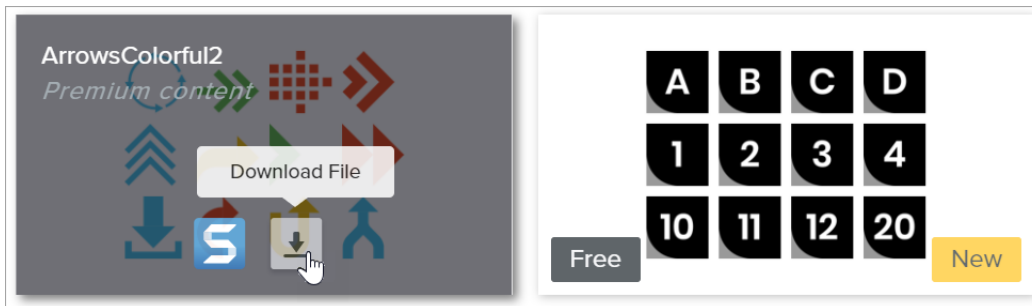 ArrowsColorful2
Premium content
Download File
S
A B C D
1 2 3 4
10 11 12 20
Free
New